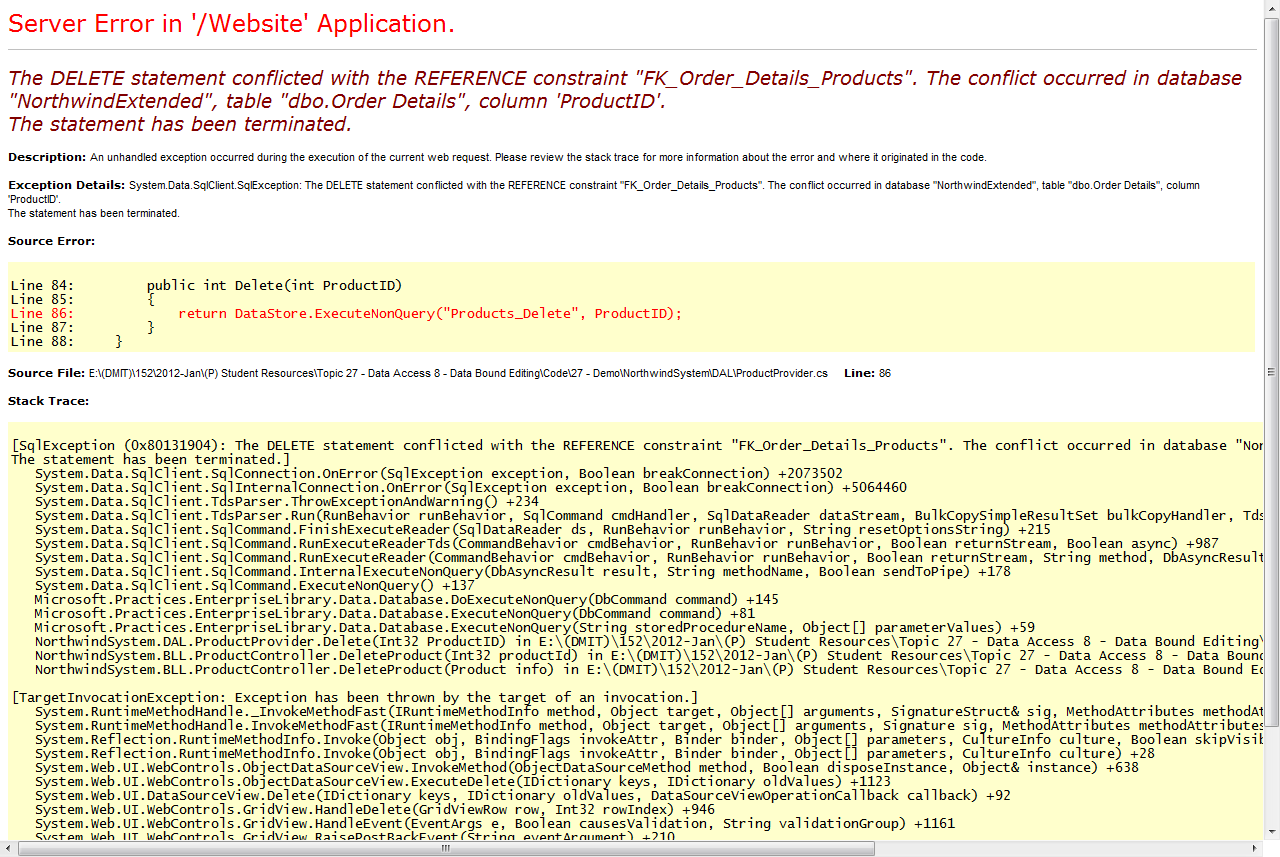 Server Error in '/Website' Application.
The DELETE statement conflicted with the REFERENCE constraint "FK_Order_Details_Products". The conflict occurred in database
"NorthwindExtended", table "dbo.Order Details", column 'ProductID'.
The statement has been terminated.
Description: An unhandled exception occurred during the execution of the current web request. Please review the stack trace for more information about the error and where it originated in the code.
Exception Details: System.Data.SqlClient.SqlException: The DELETE statement conflicted with the REFERENCE constraint "FK_Order_Details_Products". The conflict occurred in database "NorthwindExtended", table "dbo.Order Details", column
'ProductID'.
The statement has been terminated.
Source Error:
Line 84:         public int Delete(int ProductID)
Line 85:         {
Line 86:             return DataStore.ExecuteNonQuery("Products_Delete", ProductID);
Line 87:         }
Line 88:     }
Source File: E:\(DMIT)\152\2012-Jan\(P) Student Resources\Topic 27 - Data Access 8 - Data Bound Editing\Code\27 - Demo\NorthwindSystem\DAL\ProductProvider.cs    Line: 86
Stack Trace:
[SqlException (0x80131904): The DELETE statement conflicted with the REFERENCE constraint "FK_Order_Details_Products". The conflict occurred in database "Nor
The statement has been terminated.]
System.Data.SqlClient.SqlConnection.OnError(SqlException exception, Boolean breakConnection) +2073502
System.Data.SqlClient.SqlInternalConnection.OnError(SqlException exception, Boolean breakConnection) +5064460
System.Data.SqlClient.TdsParser.ThrowExceptionAndWarning() +234
System.Data.SqlClient.TdsParser.Run(RunBehavior runBehavior, SqlCommand cmdHandler, SqlDataReader dataStream, BulkCopySimpleResultSet bulkCopyHandler, Tds
System.Data.SqlClient.SqlCommand.FinishExecuteReader(SqlDataReader ds, RunBehavior runBehavior, String resetOptionsString) +215
System.Data.SqlClient.SqlCommand.RunExecuteReaderTds(CommandBehavior cmdBehavior, RunBehavior runBehavior, Boolean returnStream, Boolean async) +987
System.Data.SqlClient.SqlCommand.RunExecuteReader(CommandBehavior cmdBehavior, RunBehavior runBehavior, Boolean returnStream, String method, DbAsyncResult
System.Data.SqlClient.SqlCommand.InternalExecuteNonQuery(DbAsyncResult result, String methodName, Boolean sendToPipe) +178
System.Data.SqlClient.SqlCommand.ExecuteNonQuery() +137
Microsoft.Practices.EnterpriseLibrary.Data.Database.DoExecuteNonQuery(DbCommand command) +145
Microsoft.Practices.EnterpriseLibrary.Data.Database.ExecuteNonQuery(DbCommand command) +81
Microsoft.Practices.EnterpriseLibrary.Data.Database.ExecuteNonQuery(String storedProcedureName, Object[] parameterValues) +59
NorthwindSystem.DAL.ProductProvider.Delete(Int32 ProductID) in E:\(DMIT)\152\2012-Jan\(P) Student Resources\Topic 27 - Data Access 8 - Data Bound Editing\
NorthwindSystem.BLL.ProductController.DeleteProduct(Int32 productId) in E:\(DMIT)\152\2012-Jan\(P) Student Resources\Topic 27 - Data Access 8 - Data Bound
NorthwindSystem.BLL.ProductController.DeleteProduct(Product info) in E:\(DMIT)\152\2012-Jan\(P) Student Resources\Topic 27 - Data Access 8 - Data Bound Ed
[TargetInvocationException: Exception has been thrown by the target of an invocation.]
System.RuntimeMethodHandle._InvokeMethodFast(IRuntimeMethodInfo method, Object target, Object[] arguments, SignatureStruct& sig, MethodAttributes methodAt
System.RuntimeMethodHandle.InvokeMethodFast(IRuntimeMethodInfo method, Object target, Object[] arguments, Signature sig, MethodAttributes methodAttributes
System.Reflection.RuntimeMethodInfo.Invoke(Object obj, BindingFlags invokeAttr, Binder binder, Object[] parameters, CultureInfo culture, Boolean skipVisib
System.Reflection.RuntimeMethodInfo.Invoke(Object obj, BindingFlags invokeAttr, Binder binder, Object[] parameters, CultureInfo culture) +28
System.Web.UI.WebControls.ObjectDataSourceView.InvokeMethod(ObjectDataSourceMethod method, Boolean disposeInstance, Object& instance) +638
System.Web.UI.WebControls.ObjectDataSourceView.ExecuteDelete(IDictionary keys, IDictionary oldValues) +1123
System.Web.UI.DataSourceView.Delete(IDictionary keys, IDictionary oldValues, DataSourceViewOperationCallback callback) +92
System.Web.UI.WebControls.GridView.HandleDelete(GridViewRow row, Int32 rowIndex) +946
System.Web.UI.WebControls.GridView.HandleEvent(EventArgs e, Boolean causesValidation, String validationGroup) +1161
System.Web.UI.WebControls.GridView.RaisePostBackEvent(String eventArgument) +210